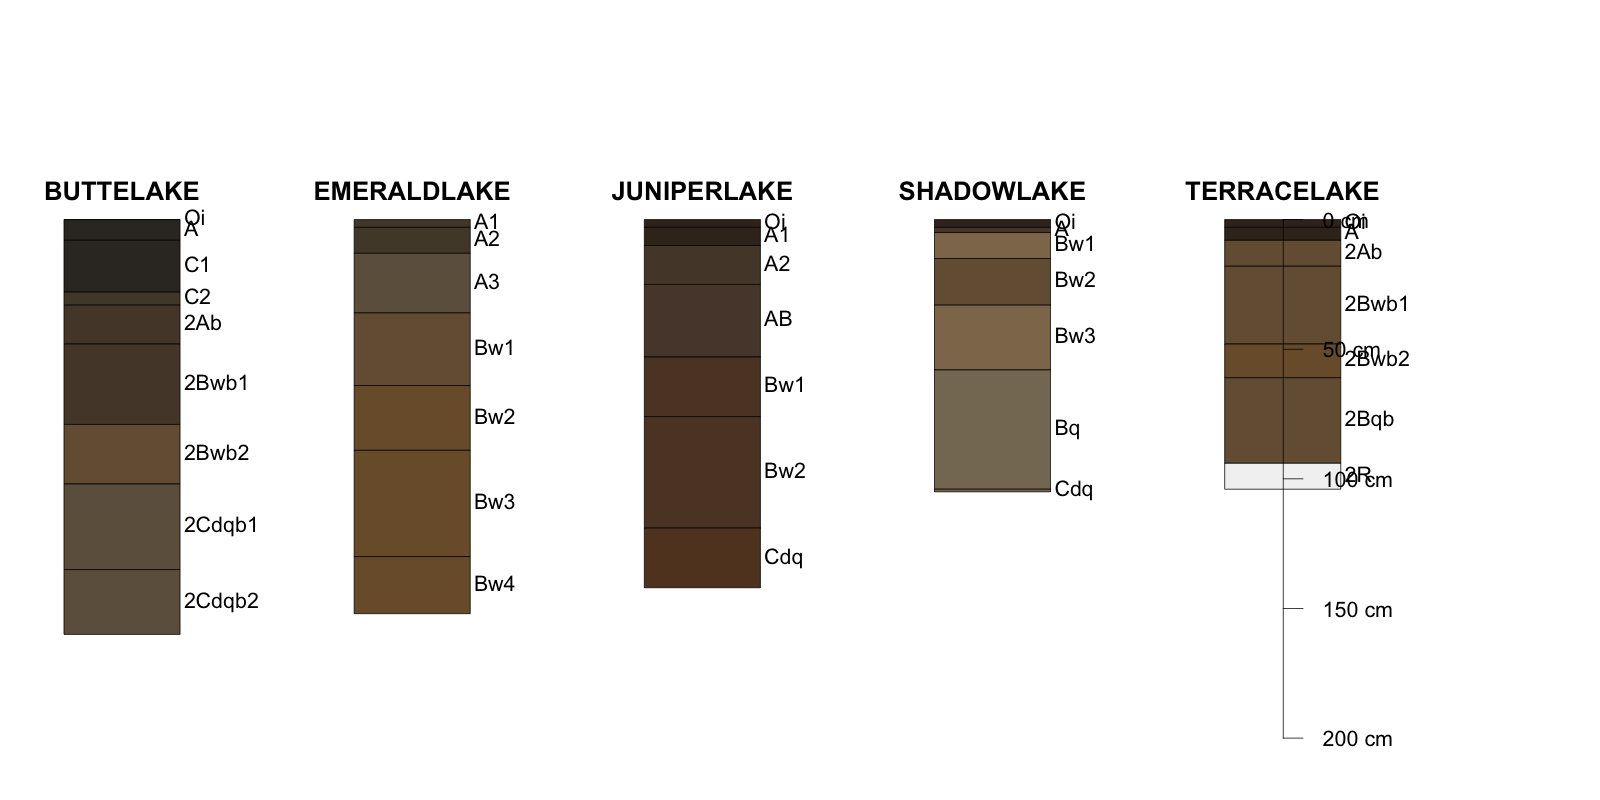 BUTTELAKE
Oi
A
C1
C2
2Ab
2Bwb1
2Bwb2
2Cdqb1
2Cdqb2
EMERALDLAKE
A1
A2
A3
Bw1
Bw2
Bw3
Bw4
JUNIPERLAKE
Oi
A1
A2
AB
Bw1
Bw2
Cdq
SHADOWLAKE
Oi
A
Bw1
Bw2
Bw3
Bq
Cdq
TERRACELAKE
Oi
A
2Ab
2Bwb1
2Bwb2
2Bqb
2R
0 cm
50 cm
100 cm
150 cm
200 cm